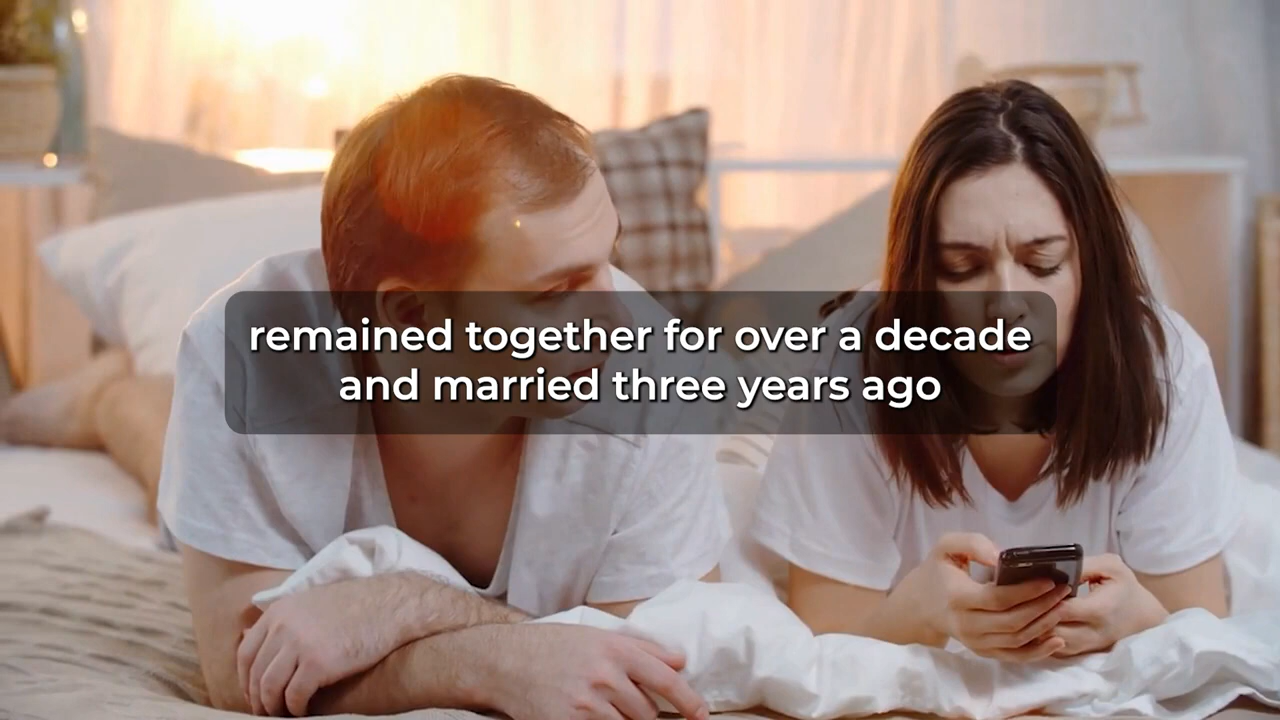 remained together for over a decade
and married three years ago